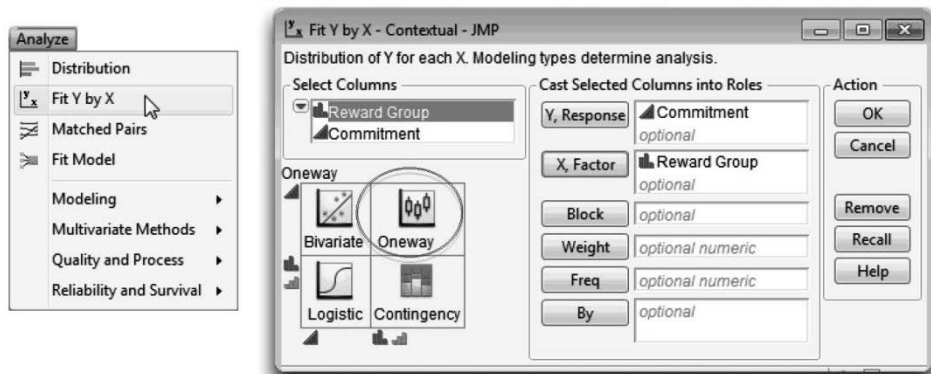 Analyze
Distribution
Fit Y by X
Matched Pairs
Fit Model
Modeling
Multivariate Methods
Quality and Process
Reliability and Survival
Fit Y by X - Contextual - JMP
Distribution of Y for each X. Modeling types determine analysis.
Select Columns
Reward Group
Commitment
Oneway
Bivariate Oneway
Logistic Contingency
Cast Selected Columns into Roles
Y, Response Commitment
optional
X, Factor Reward Group
optional
Block optional
Weight optional numeric
Freq optional numeric
By optional
Action
OK
Cancel
Remove
Recall
Help